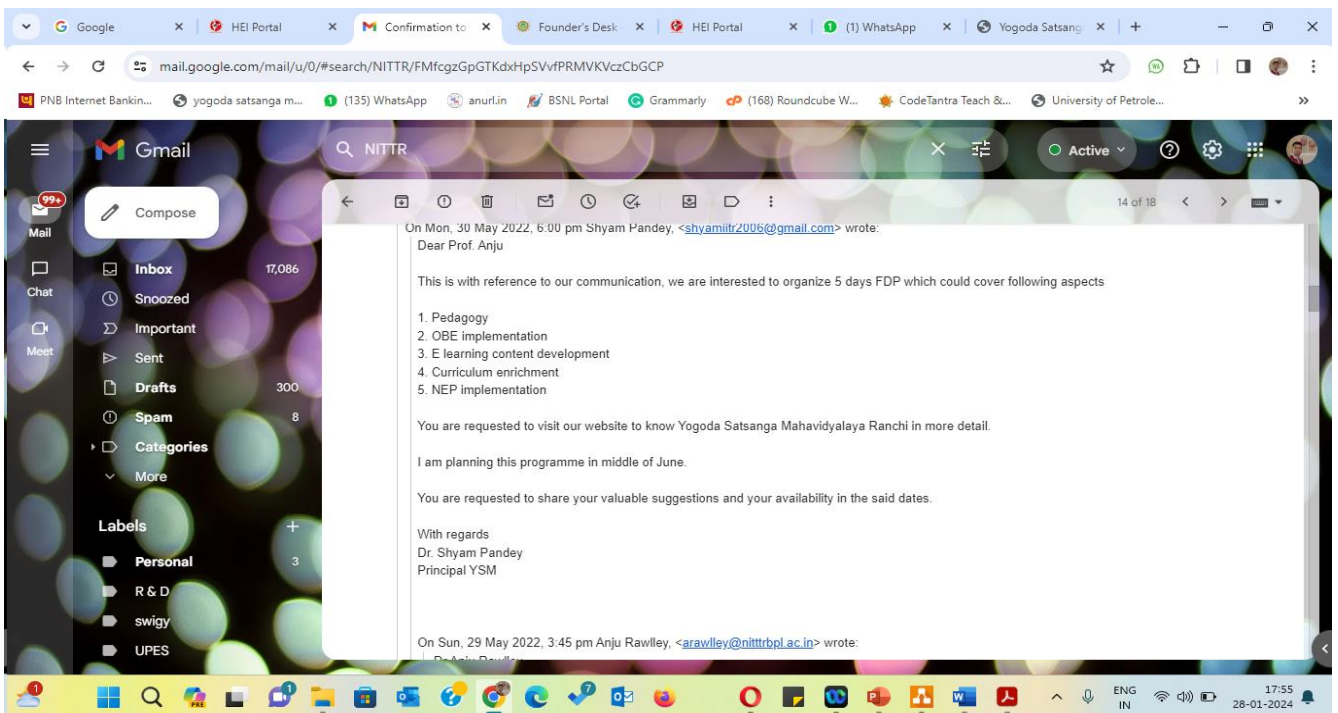 Google
HEI Portal
Confirmation to
Founder's Desk
HEI Portal
(1) WhatsApp
Yogoda Satsang
mail.google.com/mail/u/0/#search/NITTR/FMfcgzGpGTKdxHpSVvfPRMVKVczCbGCP
PNB Internet Bankin...
yogoda satsanga m...
(135) WhatsApp
anurl.in
BSNL Portal
Grammarly
(168) Roundcube W...
CodeTantra Teach &...
University of Petrole...
Gmail
NITTR
Active
99+
Mail
Chat
Meet
Compose
Inbox 17,086
Snoozed
Important
Sent
Drafts 300
Spam 8
Categories
More
Labels
Personal 3
R & D
swigy
UPES
14 of 18
On Mon, 30 May 2022, 6:00 pm Shyam Pandey, <shyamiitr2006@gmail.com> wrote:
Dear Prof. Anju
This is with reference to our communication, we are interested to organize 5 days FDP which could cover following aspects
1. Pedagogy
2. OBE implementation
3. E learning content development
4. Curriculum enrichment
5. NEP implementation
You are requested to visit our website to know Yogoda Satsanga Mahavidyalaya Ranchi in more detail.
I am planning this programme in middle of June.
You are requested to share your valuable suggestions and your availability in the said dates.
With regards
Dr. Shyam Pandey
Principal YSM
On Sun, 29 May 2022, 3:45 pm Anju Rawlley, <arawlley@nitttrbpl.ac.in> wrote:
ENG
IN
17:55
28-01-2024